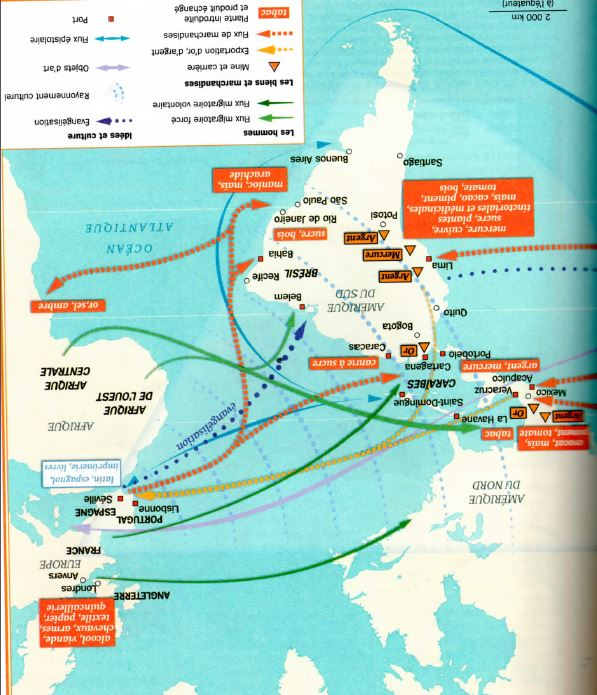 alcool, viande,
chevaux, armes,
textile, papier,
quincaillerie
ANGLETERRE
Londres
Anvers
EUROPE
FRANCE
PORTUGAL
ESPAGNE
Lisbonne
Séville
latin, espagnol,
imprimerie, livres
AMÉRIQUE
DU NORD
évangélisation
AFRIQUE
AFRIQUE
DE L'OUEST
AFRIQUE
CENTRALE
avocat, maïs,
piment, tomate
tabac
Argent
Or
La Havane
Mexico
Veracruz
Acapulco
Saint-Domingue
CARAÏBES
argent, mercure
Portobelo
Cartagena
Caracas
canne à sucre
Or
Bogota
Quito
AMÉRIQUE
DU SUD
Belem
Recife
BRÉSIL
Bahia
or, sel, ambre
Lima
Argent
Mercure
Argent
Potosí
sucre, bois
Rio de Janeiro
São Paulo
OCÉAN
ATLANTIQUE
mercure, cuivre,
sucre, plantes
tinctoriales et médicinales,
maïs, cacao, piment,
tomate, bois
manioc, maïs,
arachide
Santiago
Buenos Aires
Les hommes
Flux migratoire forcé
Flux migratoire volontaire
Les biens et marchandises
Mine et carrière
Exportation d'or, d'argent
Flux de marchandises
tabac
Plante introduite
et produit échangé
Idées et culture
Évangélisation
Rayonnement culturel
Objets d'art
Flux épistolaire
Port
2 000 km
(à l'équateur)